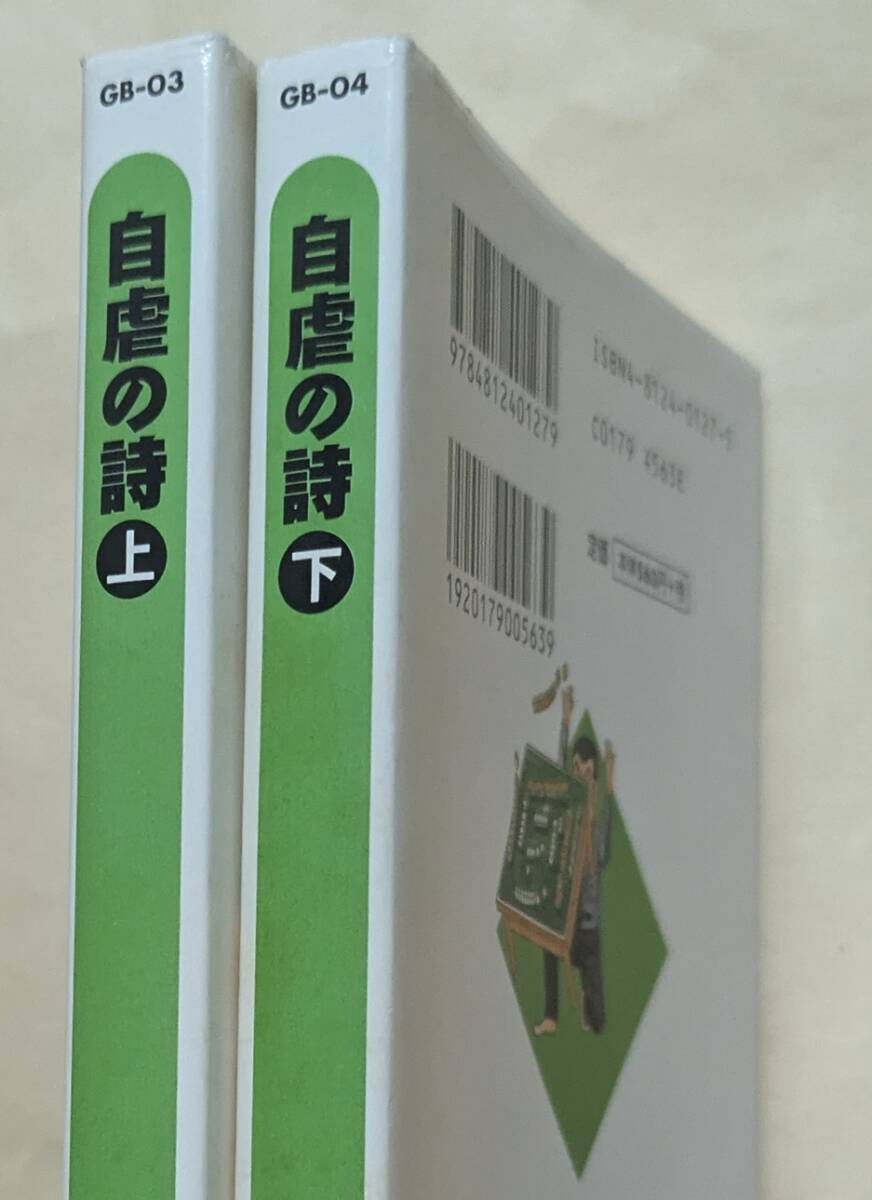 GB-03
自虐の詩
上
GB-04
自虐の詩
下
9784812401279
ISBN4-8124-0127-
C0179 ¥563E
1920179005639
定価